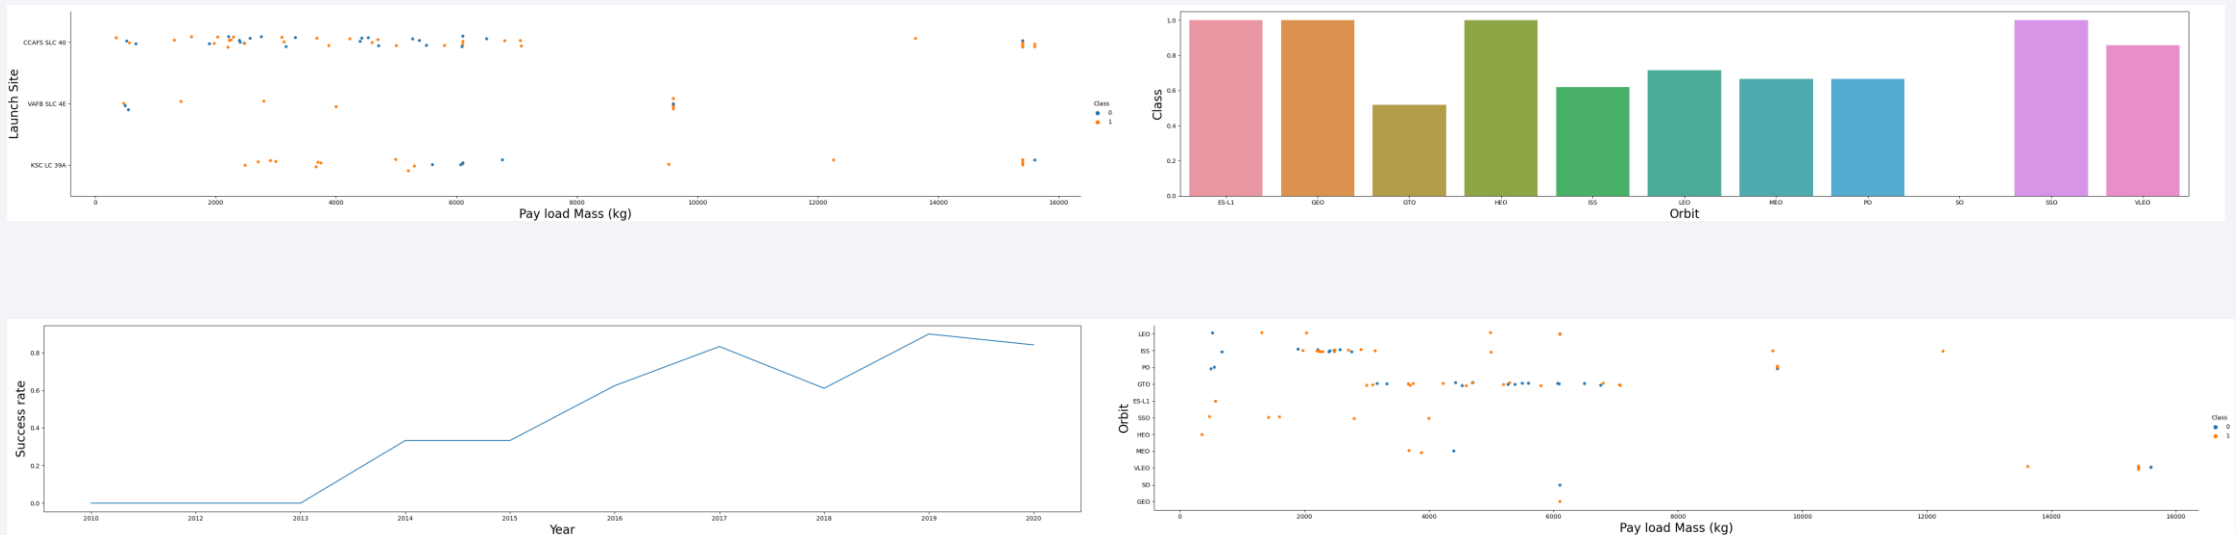 CCAFS SLC 40
VAFB SLC 4E
KSC LC 39A
Launch Site
0 2000 4000 6000 8000 10000 12000 14000 16000
Pay load Mass (kg)
Class
0
1
1.0
0.8
0.6
0.4
0.2
0.0
Class
ES-L1 GEO GTO HEO ISS LEO MEO PO SO SSO VLEO
Orbit
0.8
0.6
0.4
0.2
0.0
Success rate
2010 2012 2013 2014 2015 2016 2017 2018 2019 2020
Year
LEO
ISS
PO
GTO
ES-L1
SSO
HEO
MEO
VLEO
SO
GEO
Orbit
0 2000 4000 6000 8000 10000 12000 14000 16000
Pay load Mass (kg)
Class
0
1